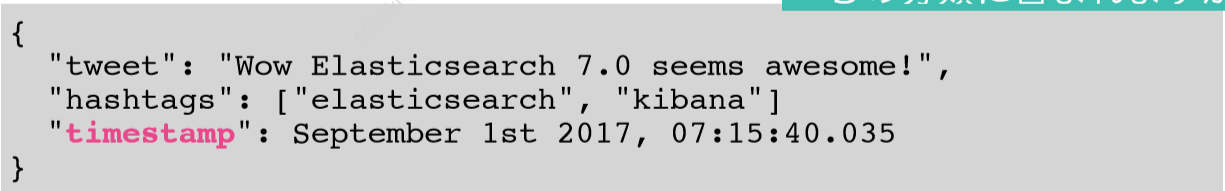 {
"tweet": "Wow Elasticsearch 7.0 seems awesome!",
"hashtags": ["elasticsearch", "kibana"]
"timestamp": September 1st 2017, 07:15:40.035
}